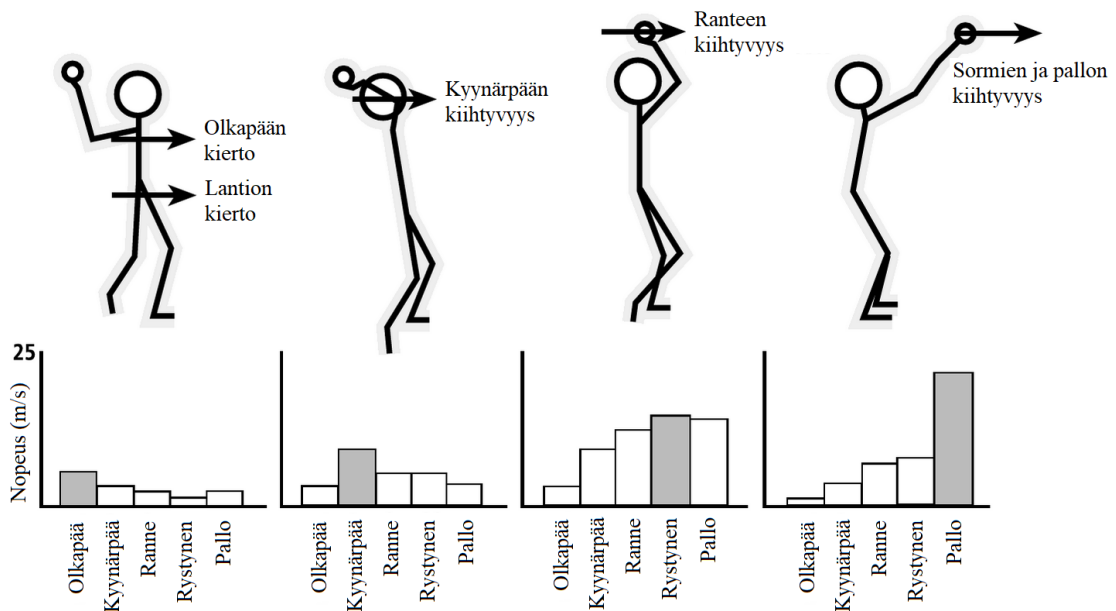 Olkapään
kierto
Lantion
kierto
Kyynärpään
kiihtyvyys
Ranteen
kiihtyvyys
Sormien ja pallon
kiihtyvyys
25
Nopeus (m/s)
Olkapää
Kyynärpää
Ranne
Rystynen
Pallo
Olkapää
Kyynärpää
Ranne
Rystynen
Pallo
Olkapää
Kyynärpää
Ranne
Rystynen
Pallo
Olkapää
Kyynärpää
Ranne
Rystynen
Pallo